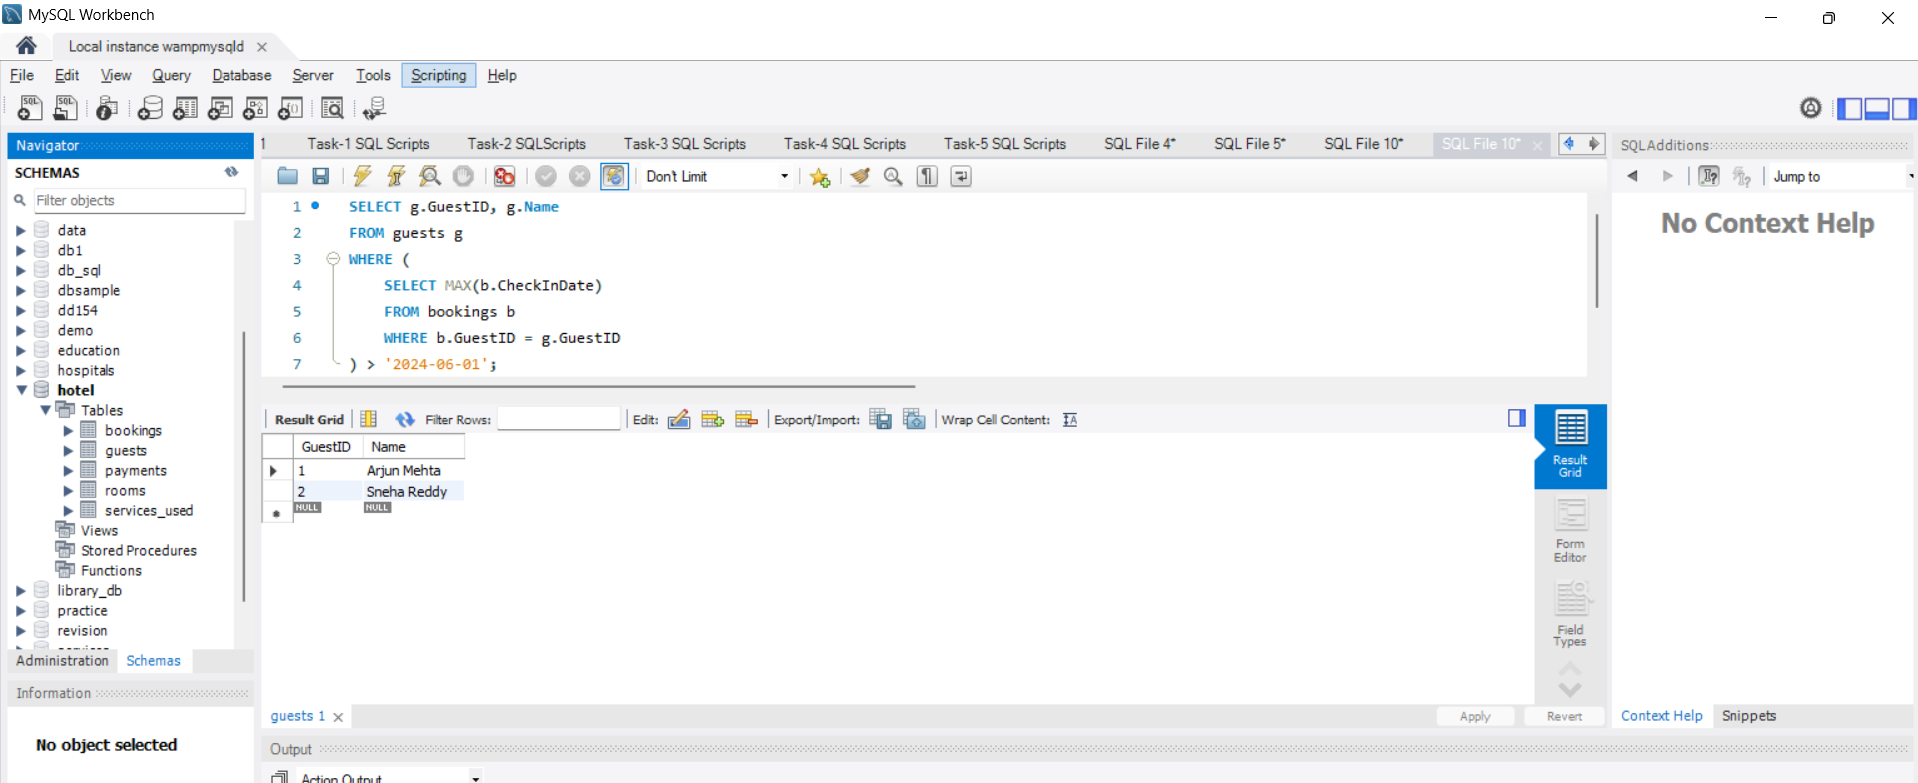 MySQL Workbench
Local instance wampmysqld
File Edit View Query Database Server Tools Scripting Help
Navigator
SCHEMAS
Filter objects
data
db1
db_sql
dbsample
dd154
demo
education
hospitals
hotel
Tables
bookings
guests
payments
rooms
services_used
Views
Stored Procedures
Functions
library_db
practice
revision
Administration Schemas
Information
No object selected
1 Task-1 SQL Scripts Task-2 SQLScripts Task-3 SQL Scripts Task-4 SQL Scripts Task-5 SQL Scripts SQL File 4* SQL File 5* SQL File 10* SQL File 10*
Don't Limit
1 SELECT g.GuestID, g.Name
2 FROM guests g
3 WHERE (
4 SELECT MAX(b.CheckInDate)
5 FROM bookings b
6 WHERE b.GuestID = g.GuestID
7 ) > '2024-06-01';
Result Grid Filter Rows: Edit: Export/Import: Wrap Cell Content:
GuestID Name
1 Arjun Mehta
2 Sneha Reddy
NULL NULL
Result
Grid
Form
Editor
Field
Types
guests 1
Apply Revert
Output
Action Output
SQLAdditions
Jump to
No Context Help
Context Help Snippets